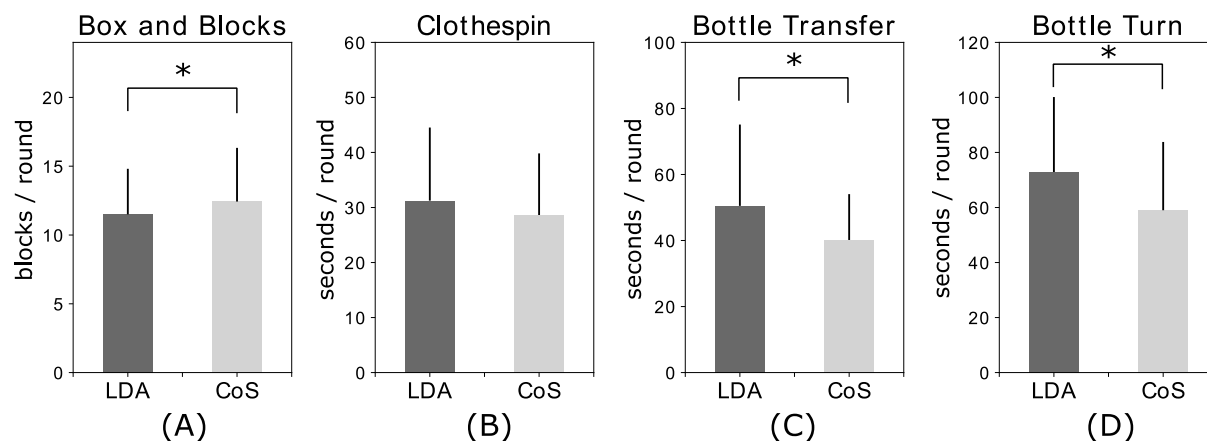 Box and Blocks
*
20
15
10
5
0
blocks / round
LDA
CoS
(A)
Clothespin
60
50
40
30
20
10
0
seconds / round
LDA
CoS
(B)
Bottle Transfer
*
100
80
60
40
20
0
seconds / round
LDA
CoS
(C)
Bottle Turn
*
120
100
80
60
40
20
0
seconds / round
LDA
CoS
(D)